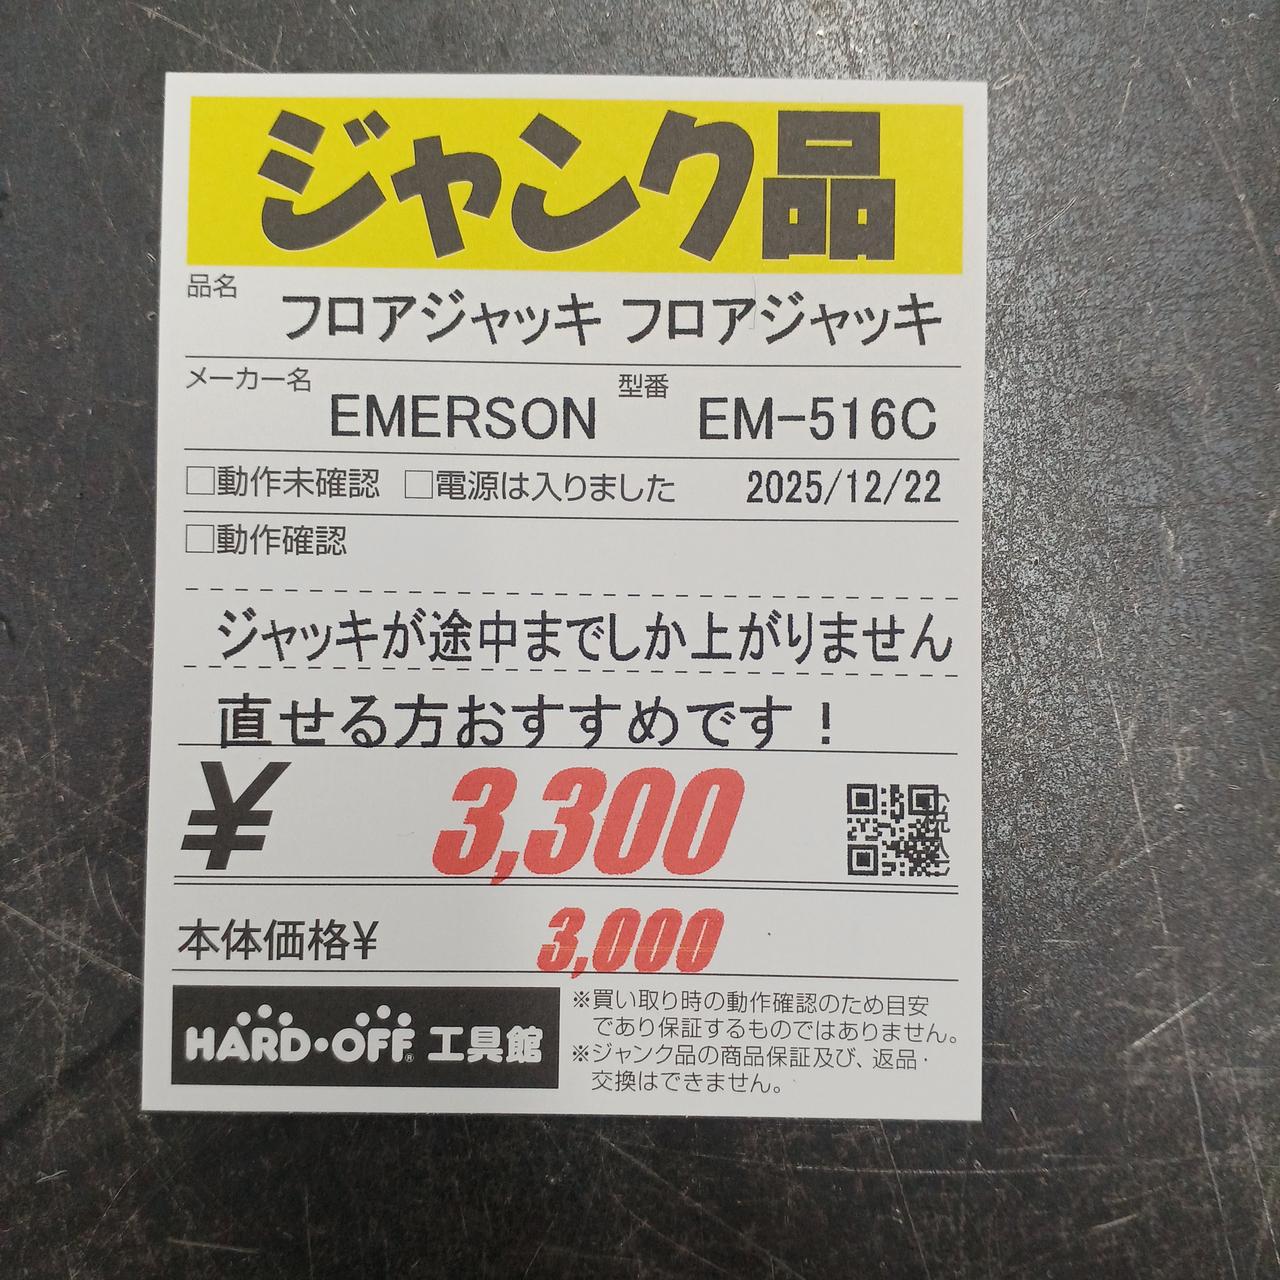 ジャンク品
品名
フロアジャッキ フロアジャッキ
メーカー名 EMERSON 型番 EM-516C
□動作未確認 □電源は入りました 2025/12/22
□動作確認
ジャッキが途中までしか上がりません
直せる方おすすめです！
¥ 3,300
本体価格¥ 3,000
HARD・OFF® 工具館
※買い取り時の動作確認のため目安
であり保証するものではありません。
※ジャンク品の商品保証及び、返品・
交換はできません。